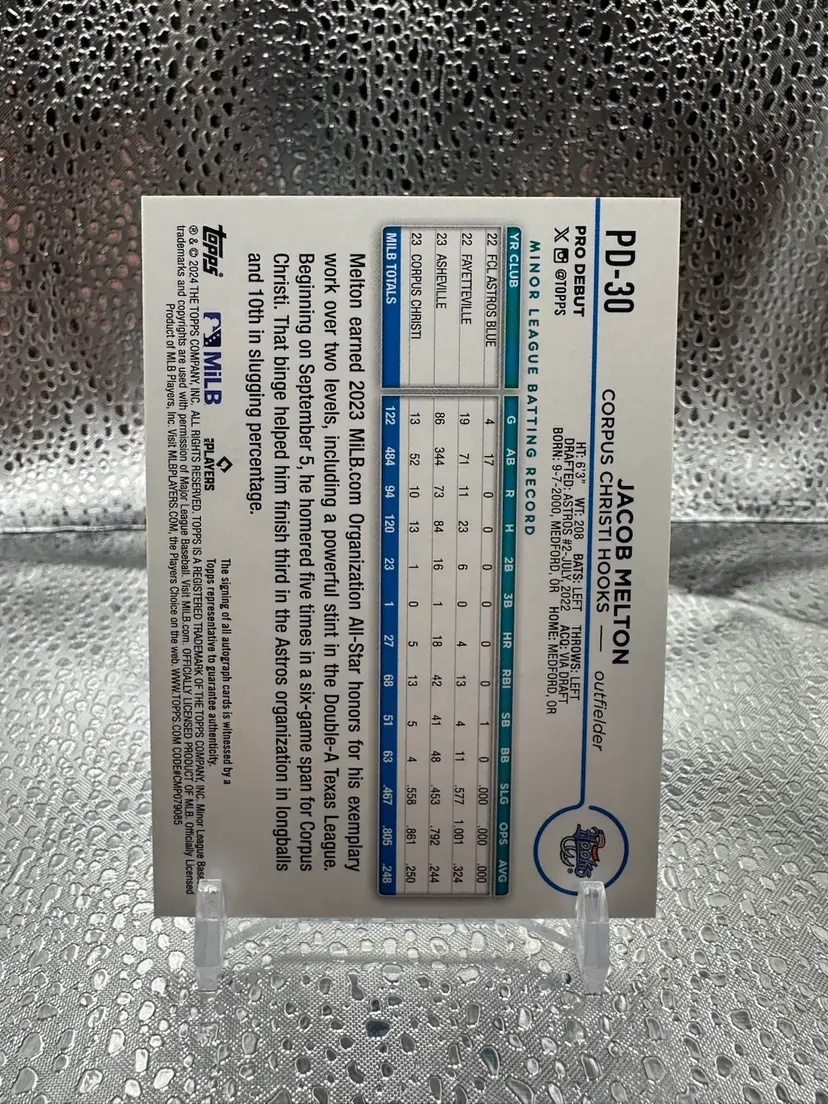 PD-30
JACOB MELTON
CORPUS CHRISTI HOOKS — outfielder
PRO DEBUT
@TOPPS
HT: 6'3" WT: 208 BATS: LEFT THROWS: LEFT
DRAFTED: ASTROS #2-JULY, 2022 ACQ: VIA DRAFT
BORN: 9-7-2000, MEDFORD, OR HOME: MEDFORD, OR
Hooks
MINOR LEAGUE BATTING RECORD
YR CLUB G AB R H 2B 3B HR RBI SB BB SLG OPS AVG
22 FCL ASTROS BLUE 4 17 0 0 0 0 0 0 1 0 .000 .000 .000
22 FAYETTEVILLE 19 71 11 23 6 0 4 13 4 11 .577 1.001 .324
23 ASHEVILLE 86 344 73 84 16 1 18 42 41 48 .453 .792 .244
23 CORPUS CHRISTI 13 52 10 13 1 0 5 13 5 4 .558 .861 .250
MILB TOTALS 122 484 94 120 23 1 27 68 51 63 .467 .805 .248
Melton earned 2023 MiLB.com Organization All-Star honors for his exemplary
work over two levels, including a powerful stint in the Double-A Texas League.
Beginning on September 5, he homered five times in a six-game span for Corpus
Christi. That binge helped him finish third in the Astros organization in longballs
and 10th in slugging percentage.
topps
MiLB
PLAYERS
The signing of all autograph cards is witnessed by a
Topps representative to guarantee authenticity.
® & © 2024 THE TOPPS COMPANY, INC. ALL RIGHTS RESERVED. TOPPS IS A REGISTERED TRADEMARK OF THE TOPPS COMPANY, INC. Minor League Base
trademarks and copyrights are used with permission of Major League Baseball. Visit MiLB.com. OFFICIALLY LICENSED PRODUCT OF MLB. Officially Licensed
Product of MLB Players, Inc. Visit MLBPLAYERS.COM, the Players Choice on the web. WWW.TOPPS.COM CODE#CMP079085